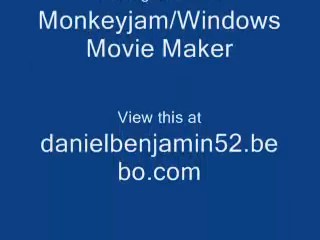 Monkeyjam/Windows
Movie Maker
View this at
danielbenjamin52.be
bo.com